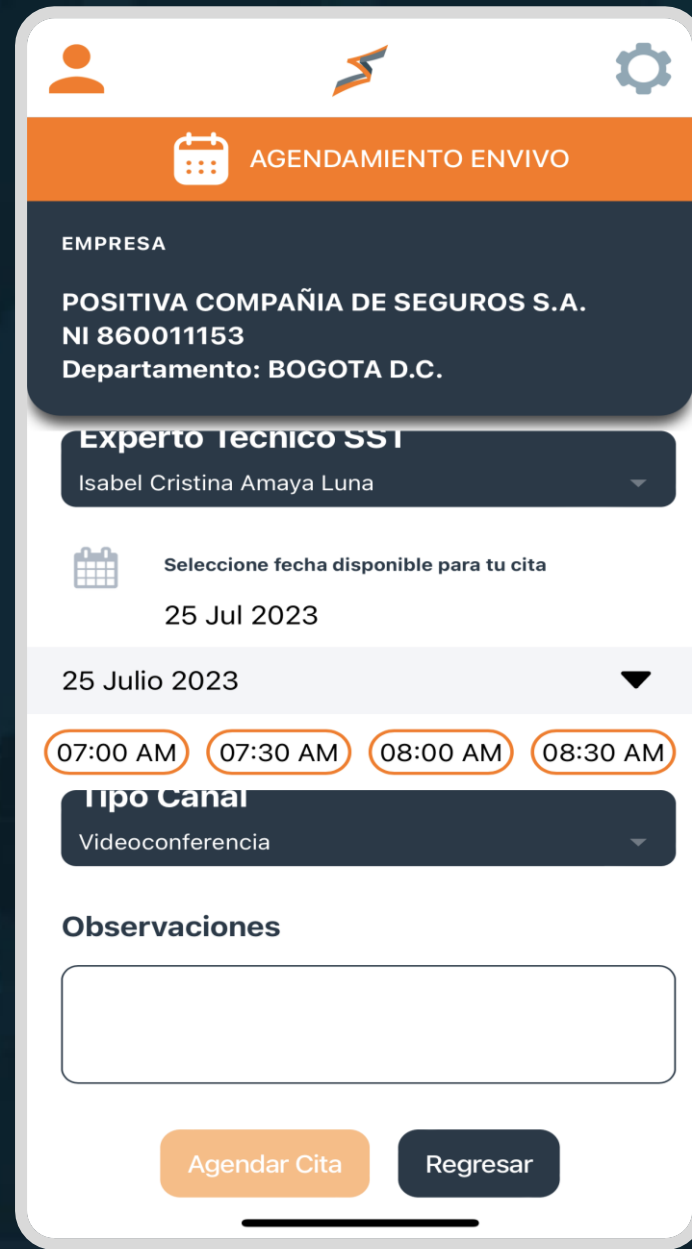 AGENDAMIENTO ENVIVO
EMPRESA
POSITIVA COMPAÑIA DE SEGUROS S.A.
NI 860011153
Departamento: BOGOTA D.C.
Experto Técnico SST
Isabel Cristina Amaya Luna
Seleccione fecha disponible para tu cita
25 Jul 2023
25 Julio 2023
07:00 AM 07:30 AM 08:00 AM 08:30 AM
Tipo Canal
Videoconferencia
Observaciones
Agendar Cita Regresar